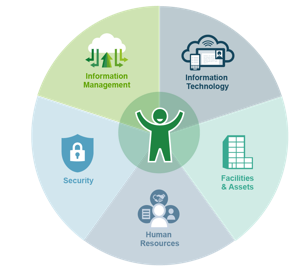 Information
Management
Information
Technology
Security
Facilities
& Assets
Human
Resources